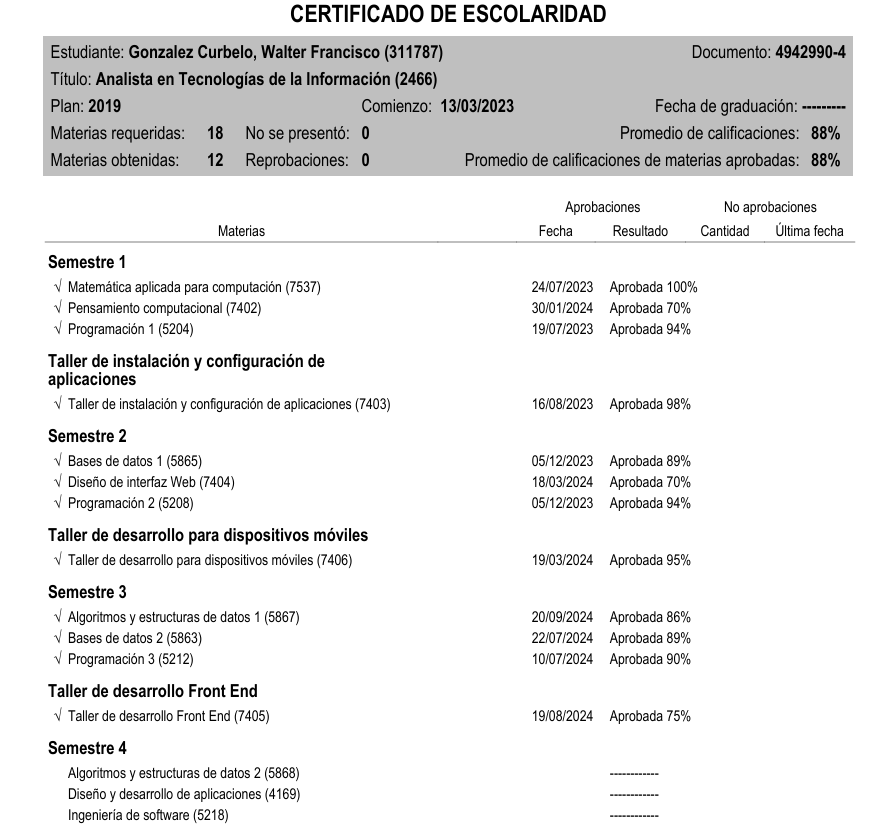 CERTIFICADO DE ESCOLARIDAD
Estudiante: Gonzalez Curbelo, Walter Francisco (311787) Documento: 4942990-4
Título: Analista en Tecnologías de la Información (2466)
Plan: 2019 Comienzo: 13/03/2023 Fecha de graduación: ---------
Materias requeridas: 18 No se presentó: 0 Promedio de calificaciones: 88%
Materias obtenidas: 12 Reprobaciones: 0 Promedio de calificaciones de materias aprobadas: 88%
Aprobaciones No aprobaciones
Materias Fecha Resultado Cantidad Última fecha
Semestre 1
√ Matemática aplicada para computación (7537) 24/07/2023 Aprobada 100%
√ Pensamiento computacional (7402) 30/01/2024 Aprobada 70%
√ Programación 1 (5204) 19/07/2023 Aprobada 94%
Taller de instalación y configuración de
aplicaciones
√ Taller de instalación y configuración de aplicaciones (7403) 16/08/2023 Aprobada 98%
Semestre 2
√ Bases de datos 1 (5865) 05/12/2023 Aprobada 89%
√ Diseño de interfaz Web (7404) 18/03/2024 Aprobada 70%
√ Programación 2 (5208) 05/12/2023 Aprobada 94%
Taller de desarrollo para dispositivos móviles
√ Taller de desarrollo para dispositivos móviles (7406) 19/03/2024 Aprobada 95%
Semestre 3
√ Algoritmos y estructuras de datos 1 (5867) 20/09/2024 Aprobada 86%
√ Bases de datos 2 (5863) 22/07/2024 Aprobada 89%
√ Programación 3 (5212) 10/07/2024 Aprobada 90%
Taller de desarrollo Front End
√ Taller de desarrollo Front End (7405) 19/08/2024 Aprobada 75%
Semestre 4
Algoritmos y estructuras de datos 2 (5868) ------------
Diseño y desarrollo de aplicaciones (4169) ------------
Ingeniería de software (5218) ------------